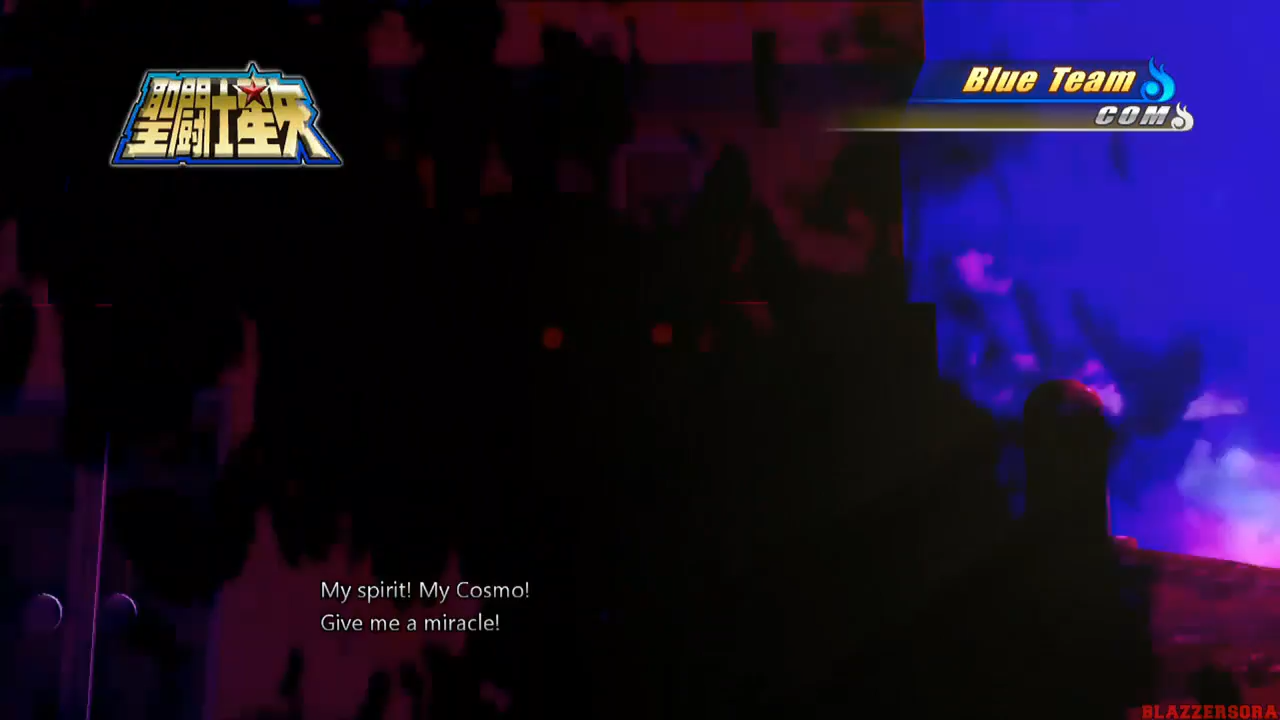 聖闘士星矢
Blue Team
COM
My spirit! My Cosmo!
Give me a miracle!
BLAZZERSORA